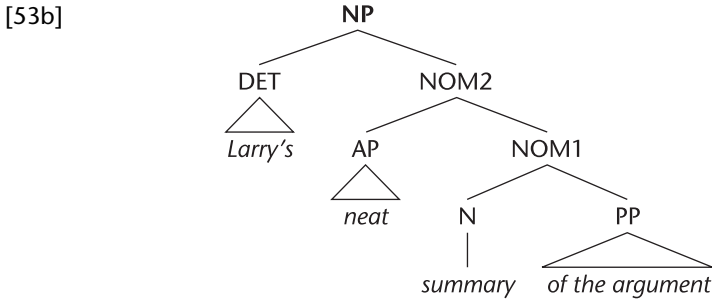 [53b]
NP
DET NOM2
Larry's AP NOM1
neat N PP
summary of the argument